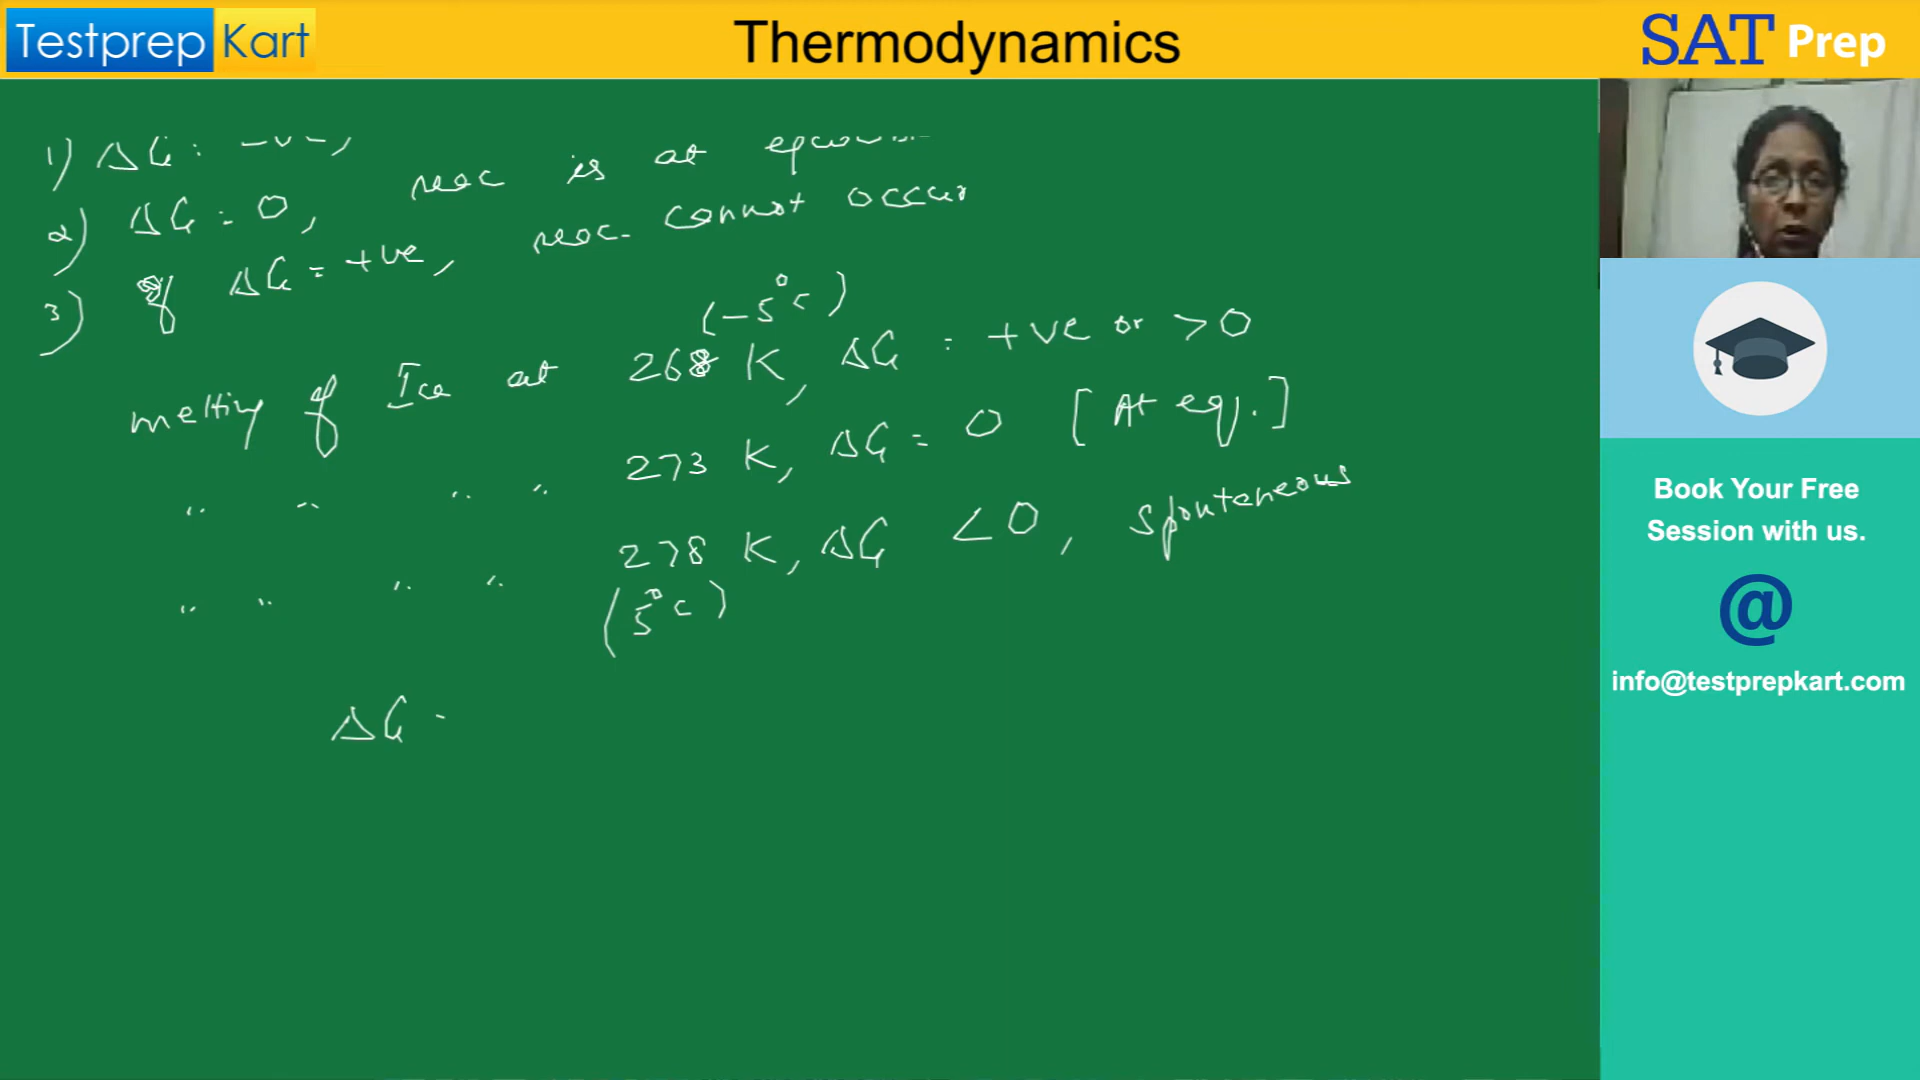 Testprep Kart
Thermodynamics
SAT Prep
1) ΔG: -ve,
2) ΔG = 0, reac is at
3) If ΔG = +ve, reac. cannot occur
(-5°C)
melting of Ice at 268 K, ΔG = +ve or >0
" " " " 273 K, ΔG = 0 [At eq.]
" " " " 278 K, ΔG <0, spontaneous
(5°C)
ΔG =
Book Your Free
Session with us.
@
info@testprepkart.com